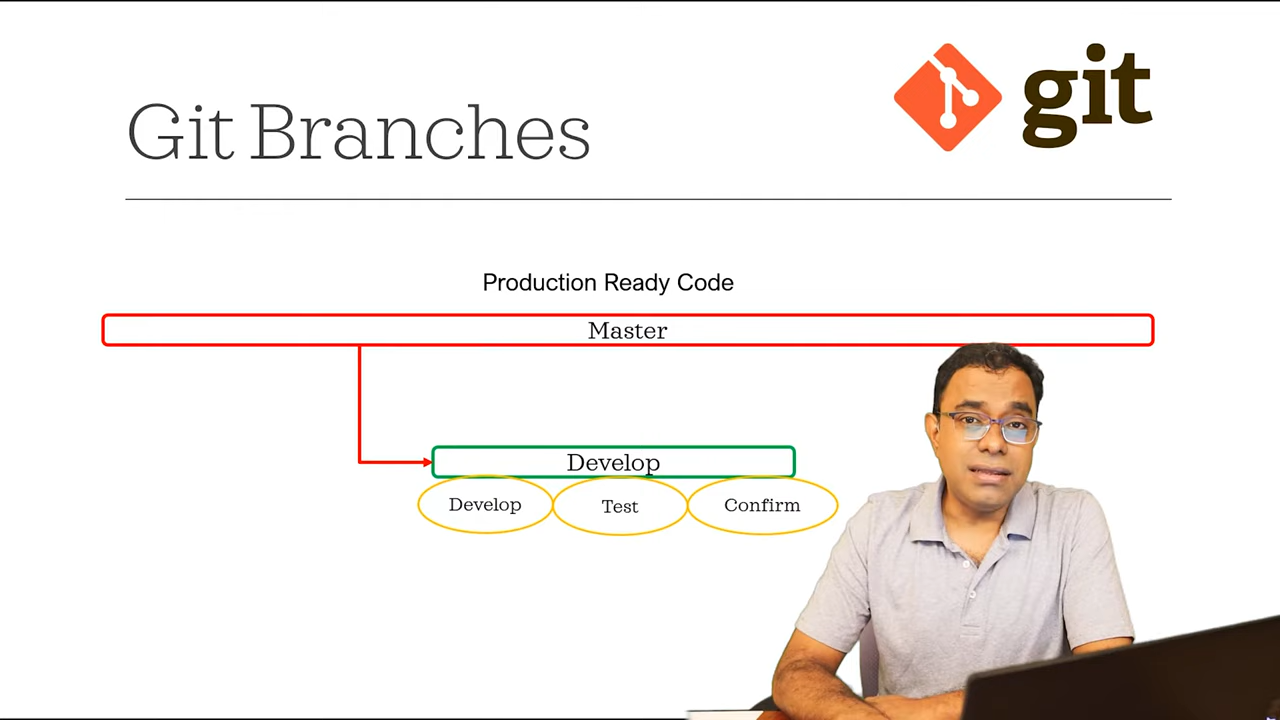 git
Git Branches
Production Ready Code
Master
Develop
Develop
Test
Confirm